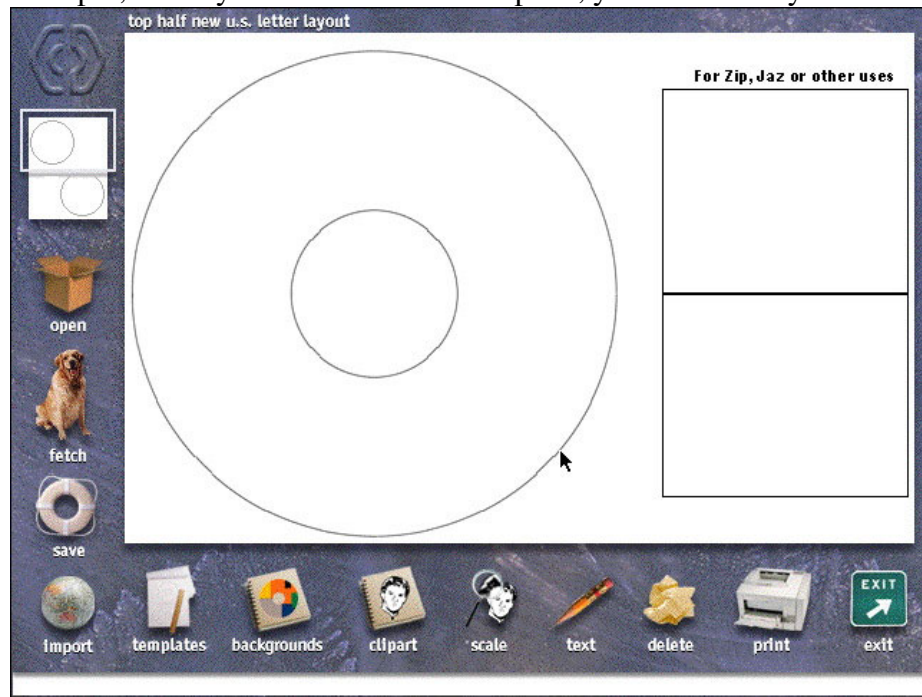 top half new u.s. letter layout
For Zip, Jaz or other uses
open
fetch
save
import
templates
backgrounds
clipart
scale
text
delete
print
EXIT
exit